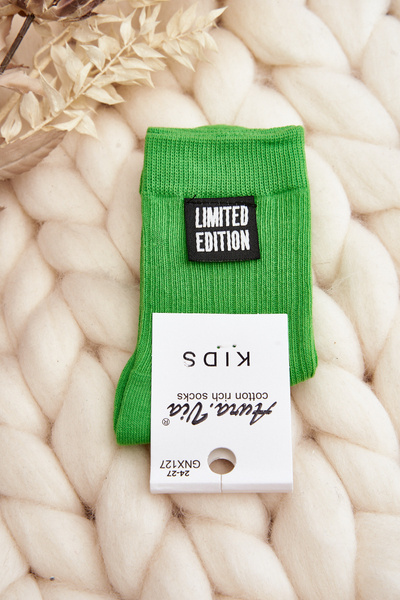 LIMITED
EDITION
KIDS
cotton rich socks
Aura.Via®
GNX127
24-27